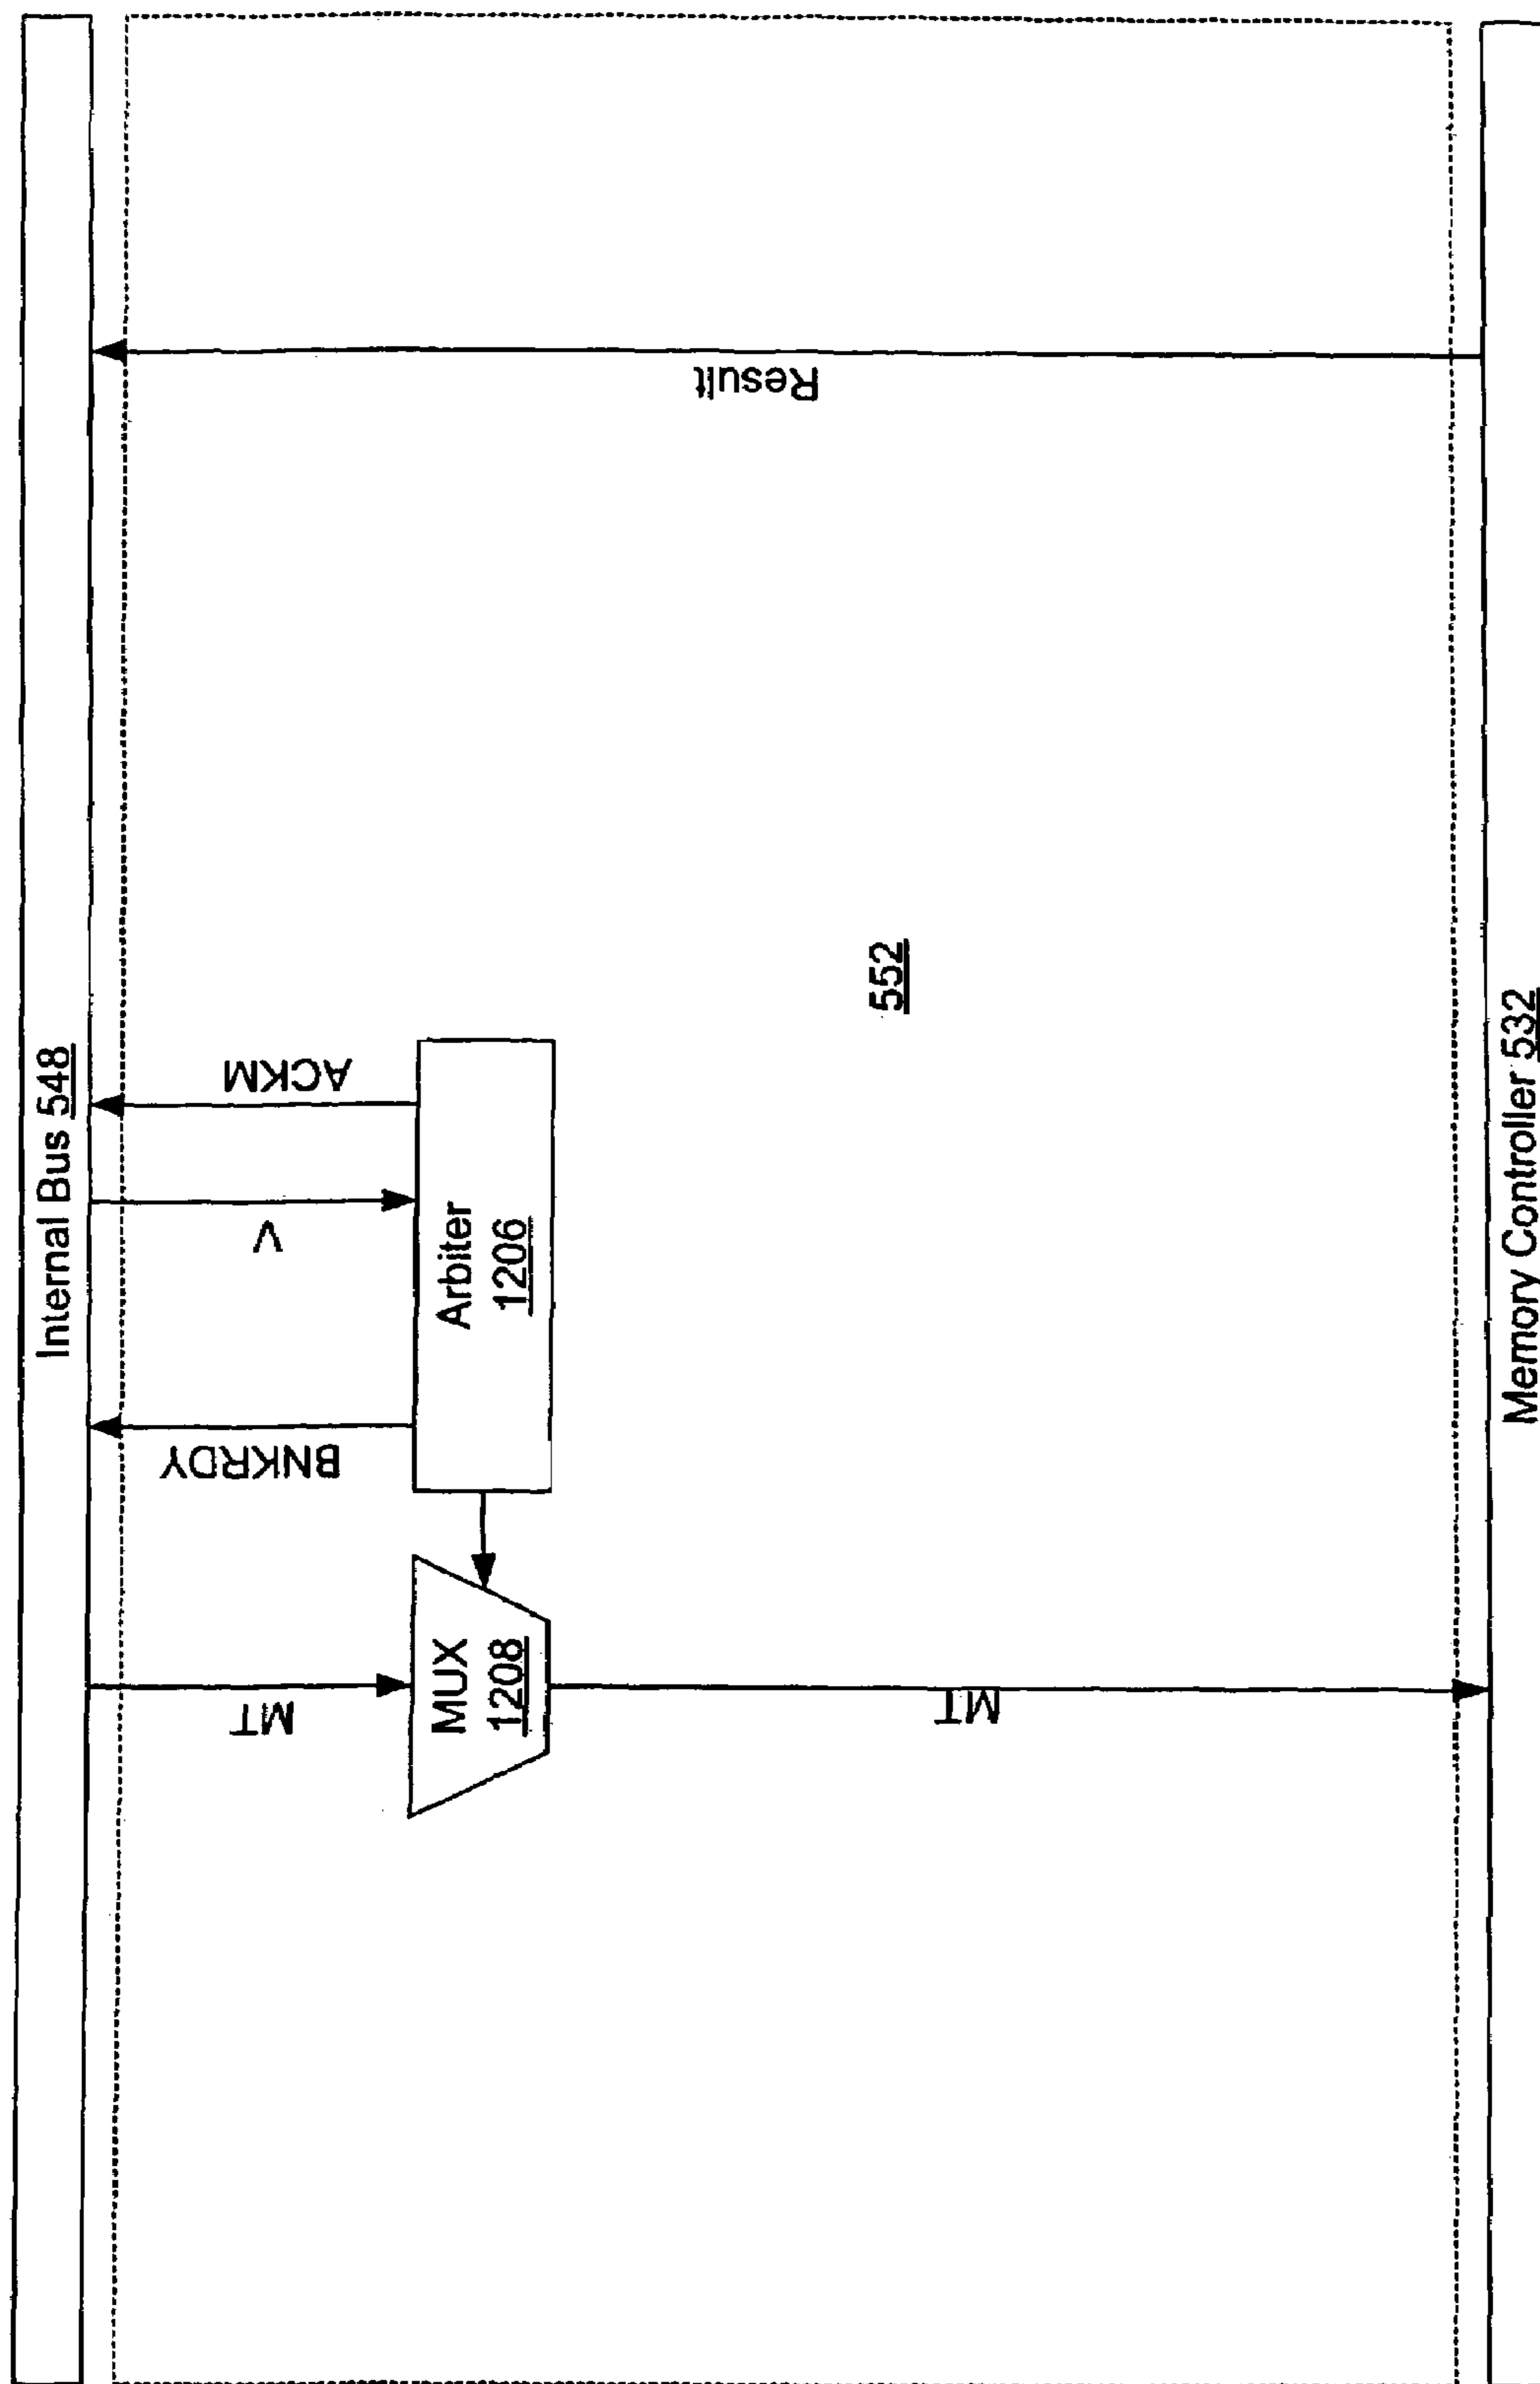 Internal Bus 548
MT
BNKRDY
V
ACKM
MUX
1208
Arbiter
1206
Result
MT
552
Memory Controller 532